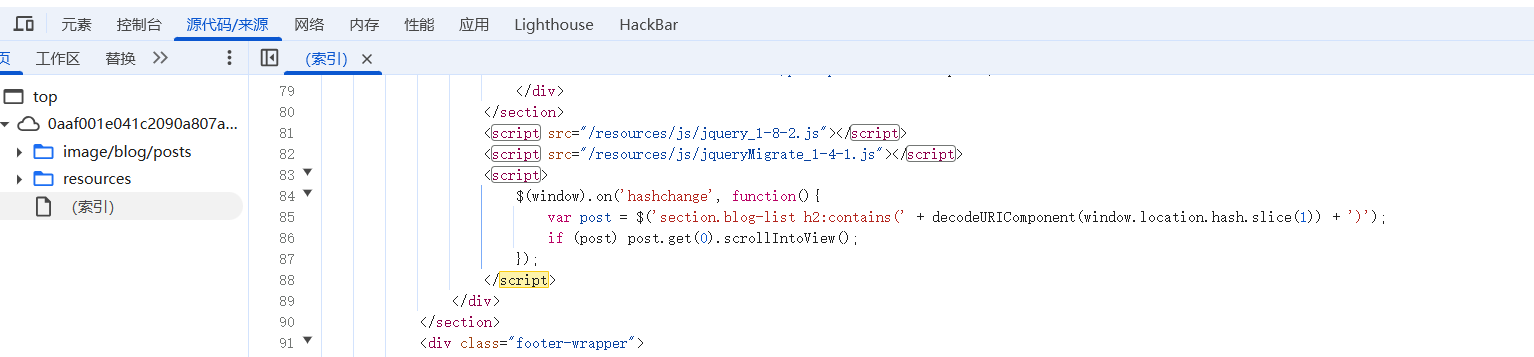 元素 控制台 源代码/来源 网络 内存 性能 应用 Lighthouse HackBar
页 工作区 替换 (索引)
top
0aaf001e041c2090a807a...
image/blog/posts
resources
(索引)
79 </div>
80 </section>
81 <script src="/resources/js/jquery_1-8-2.js"></script>
82 <script src="/resources/js/jqueryMigrate_1-4-1.js"></script>
83 <script>
84 $(window).on('hashchange', function(){
85 var post = $('section.blog-list h2:contains(' + decodeURIComponent(window.location.hash.slice(1)) + ')');
86 if (post) post.get(0).scrollIntoView();
87 });
88 </script>
89 </div>
90 </section>
91 <div class="footer-wrapper">